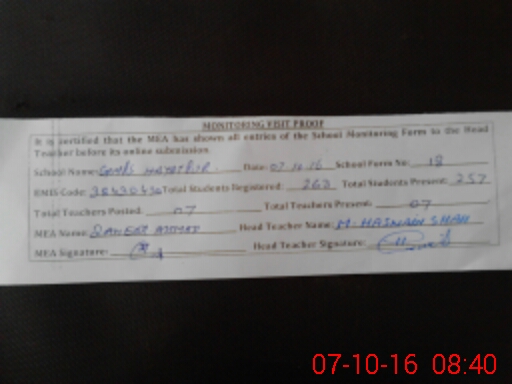 MONITORING VISIT PROOF
It is certified that the MEA has shown all entries of the School Monitoring Form to the Head
Teacher before its online submission.
School Name: Date: 07-10-16 School Form No: 18
EMIS Code: Total Students Registered: 263 Total Students Present: 257
Total Teachers Posted: 07 Total Teachers Present: 07
MEA Name: Head Teacher Name: M. HASNAIN SHAH
MEA Signature: Head Teacher Signature:
07-10-16 08:40